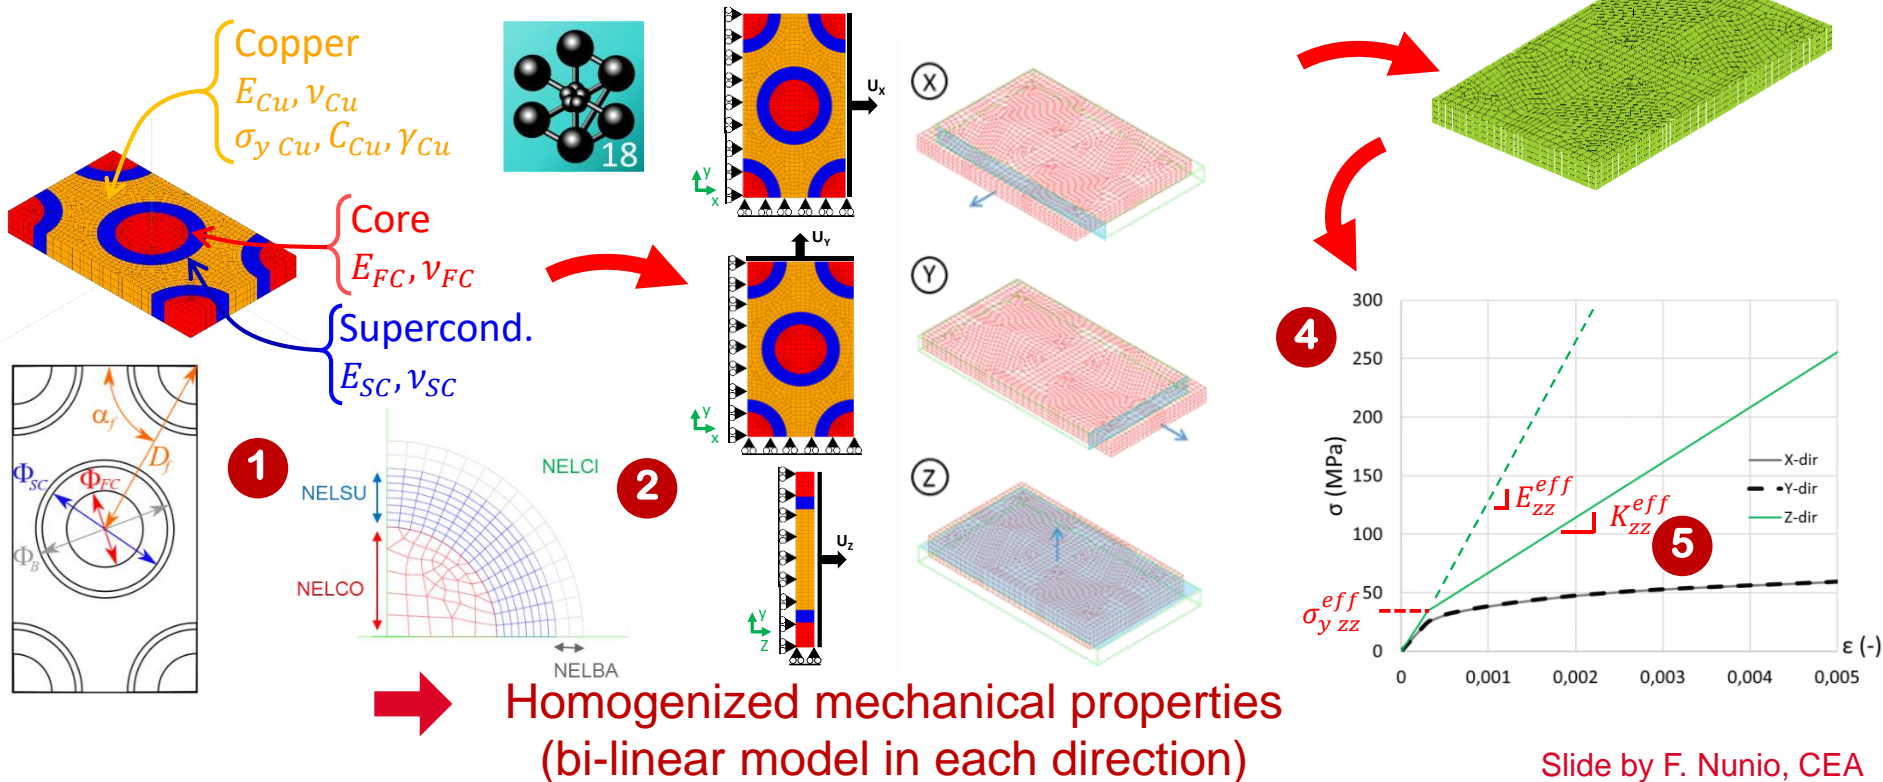 Copper
E_Cu, ν_Cu
σ_y Cu, C_Cu, γ_Cu
Core
E_FC, ν_FC
Supercond.
E_SC, ν_SC
18
U_X
y
x
U_Y
y
x
U_Z
y
z
X
Y
Z
α_f
D_f
Φ_SC
Φ_FC
Φ_B
1
NELCI
NELSU
NELCO
NELBA
2
4
σ (MPa)
300
250
200
150
100
50
0
0
0,001
0,002
0,003
0,004
0,005
ε (-)
E_zz^eff
K_zz^eff
5
σ_y zz^eff
X-dir
Y-dir
Z-dir
Homogenized mechanical properties
(bi-linear model in each direction)
Slide by F. Nunio, CEA